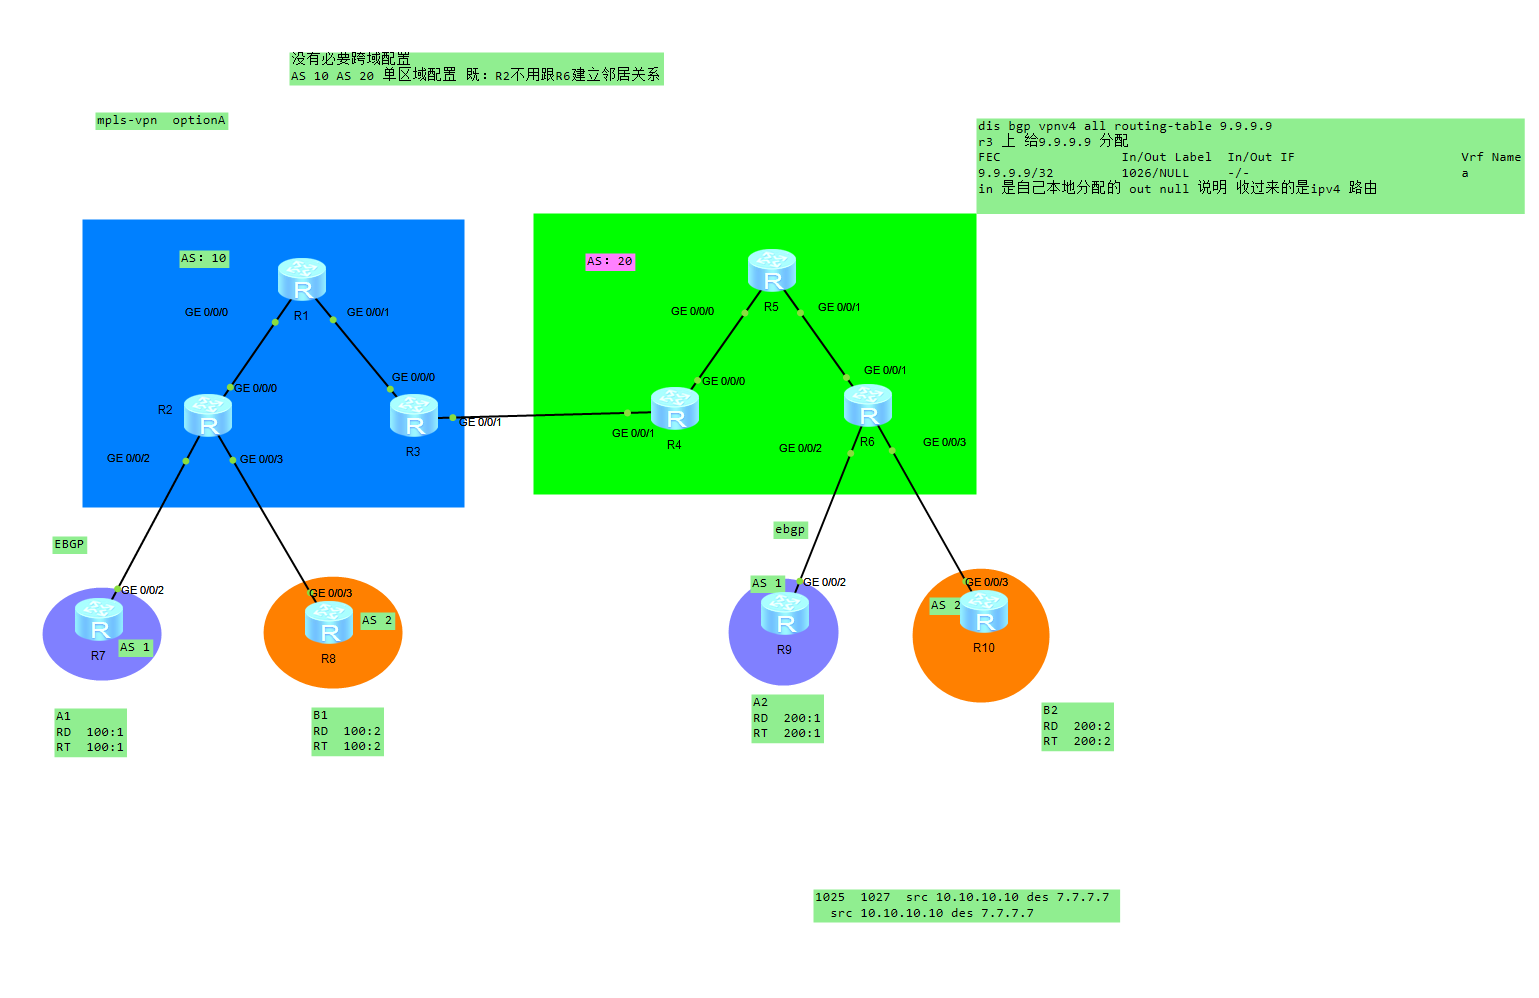 没有必要跨域配置
AS 10 AS 20 单区域配置 既: R2不用跟R6建立邻居关系
mpls-vpn  optionA
dis bgp vpnv4 all routing-table 9.9.9.9
r3 上 给9.9.9.9 分配
FEC                In/Out Label  In/Out IF                      Vrf Name
9.9.9.9/32         1026/NULL     -/-                            a
in 是自己本地分配的 out null 说明 收过来的是ipv4 路由
AS: 10
R
R1
GE 0/0/0
GE 0/0/1
GE 0/0/0
GE 0/0/0
R2
R
R
R3
GE 0/0/1
GE 0/0/2
GE 0/0/3
AS: 20
R
R5
GE 0/0/0
GE 0/0/1
GE 0/0/0
GE 0/0/1
R
R4
GE 0/0/1
R
R6
GE 0/0/2
GE 0/0/3
EBGP
GE 0/0/2
R
R7
AS 1
GE 0/0/3
R
R8
AS 2
ebgp
AS 1
GE 0/0/2
R
R9
GE 0/0/3
AS 2
R
R10
A1
RD  100:1
RT  100:1
B1
RD  100:2
RT  100:2
A2
RD  200:1
RT  200:1
B2
RD  200:2
RT  200:2
1025  1027  src 10.10.10.10 des 7.7.7.7
src 10.10.10.10 des 7.7.7.7